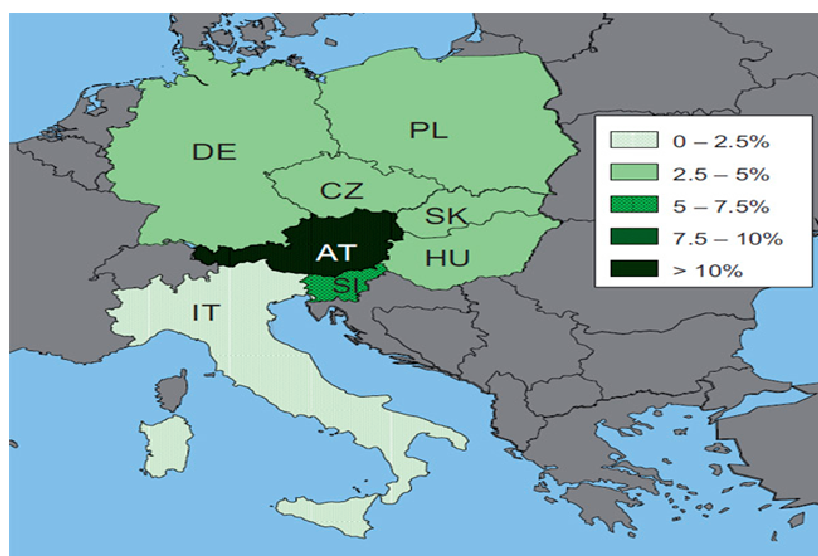 PL
DE
CZ
SK
AT
HU
SI
IT
0 – 2.5%
2.5 – 5%
5 – 7.5%
7.5 – 10%
> 10%